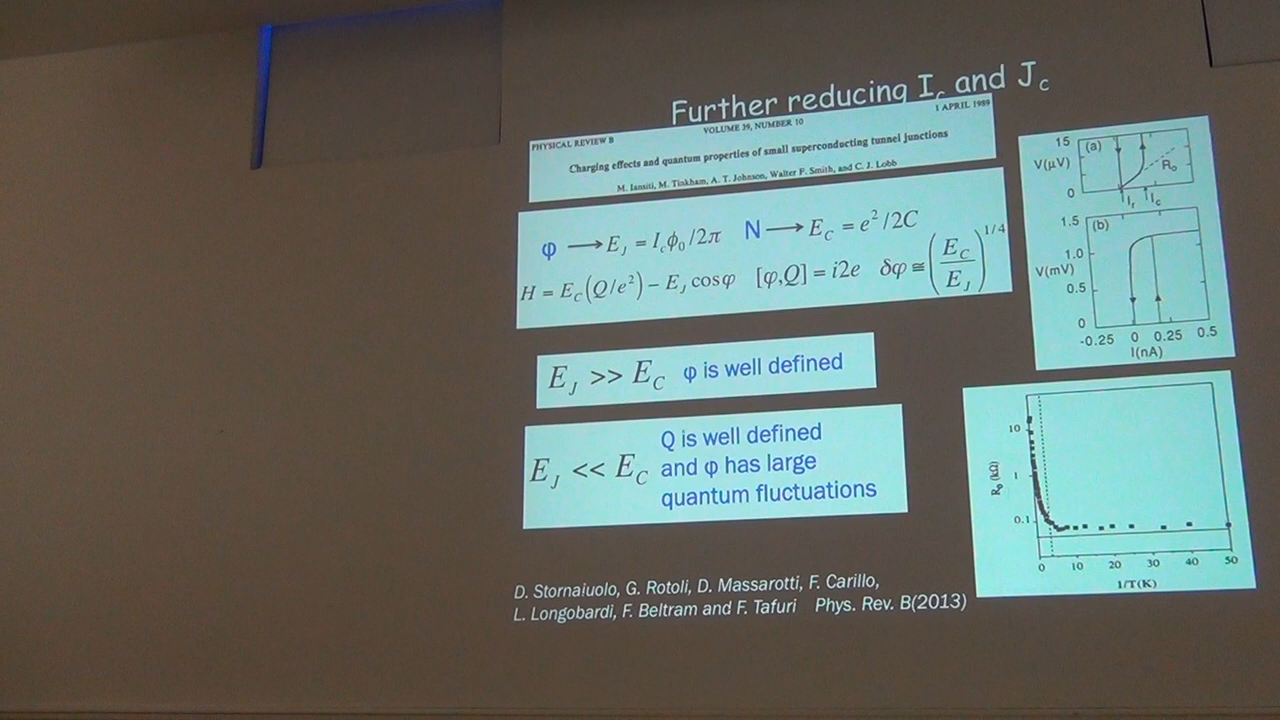 Further reducing I_c and J_c
PHYSICAL REVIEW B
VOLUME 39, NUMBER 10
1 APRIL 1989
Charging effects and quantum properties of small superconducting tunnel junctions
M. Iansiti, M. Tinkham, A. T. Johnson, Walter F. Smith, and C. J. Lobb
φ → E_J = I_cϕ_0/2π N → E_C = e²/2C
H = E_C(Q/e²) − E_J cosφ [φ,Q] = i2e δφ ≅ (E_C/E_J)^1/4
E_J >> E_C φ is well defined
E_J << E_C Q is well defined
and φ has large
quantum fluctuations
D. Stornaiuolo, G. Rotoli, D. Massarotti, F. Carillo,
L. Longobardi, F. Beltram and F. Tafuri Phys. Rev. B(2013)
15
(a)
V(μV)
R_o
0
I_r I_c
1.5
(b)
1.0
V(mV)
0.5
0
-0.25 0 0.25 0.5
I(nA)
10
1
R_0 (kΩ)
0.1
0 10 20 30 40 50
1/T(K)